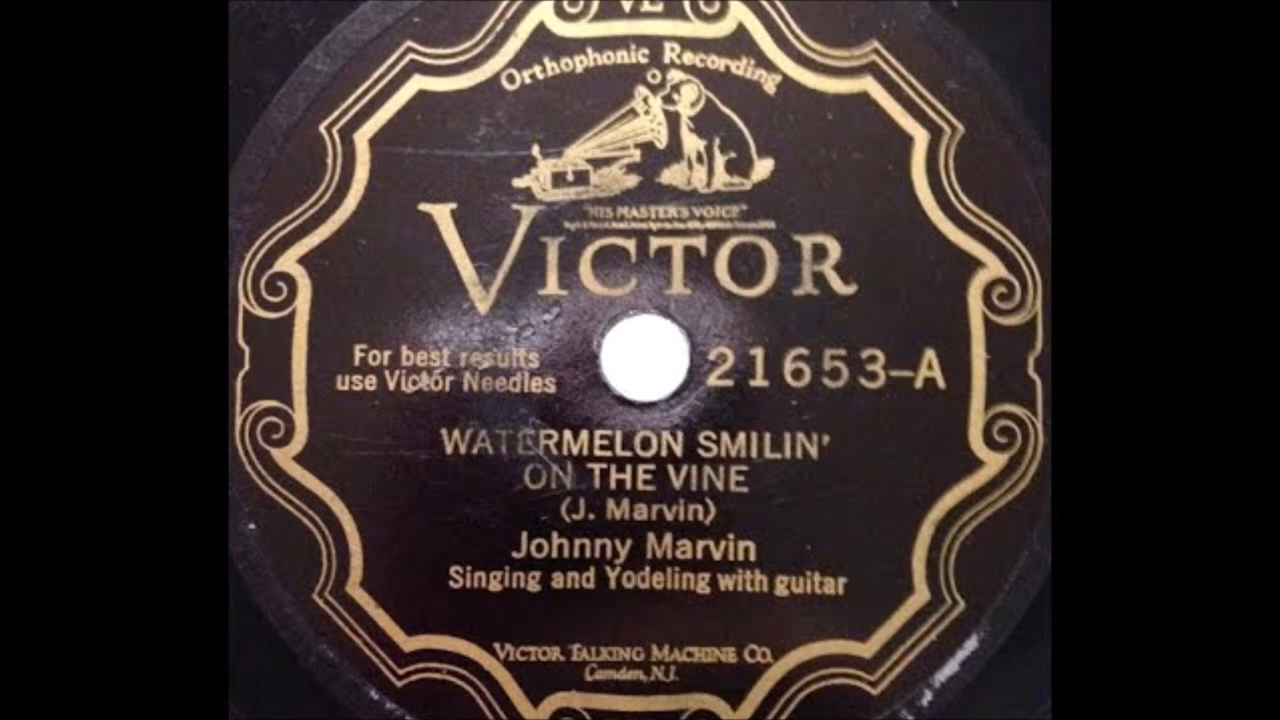 VE
Orthophonic Recording
"HIS MASTER'S VOICE"
VICTOR
For best results
use Victor Needles
21653-A
WATERMELON SMILIN'
ON THE VINE
(J. Marvin)
Johnny Marvin
Singing and Yodeling with guitar
VICTOR TALKING MACHINE CO.
Camden, N.J.